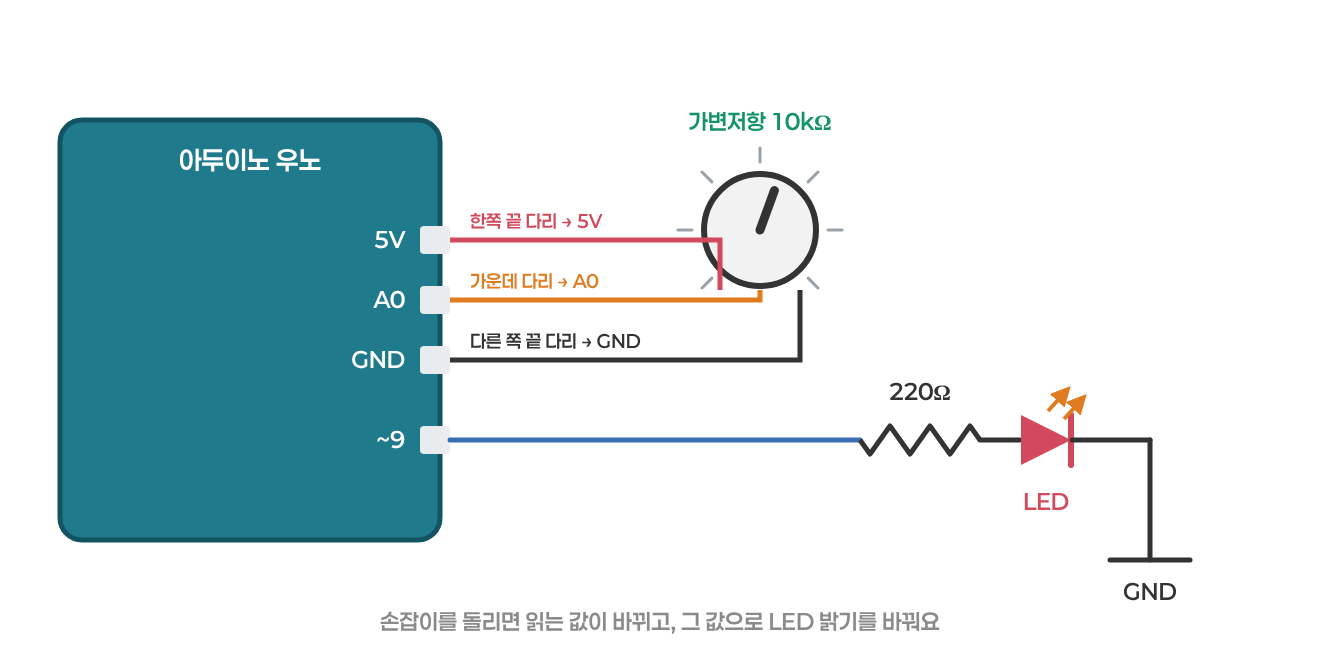 가변저항 10kΩ
아두이노 우노
5V
한쪽 끝 다리 → 5V
A0
가운데 다리 → A0
GND
다른 쪽 끝 다리 → GND
220Ω
~9
LED
GND
손잡이를 돌리면 읽는 값이 바뀌고, 그 값으로 LED 밝기를 바꿔요